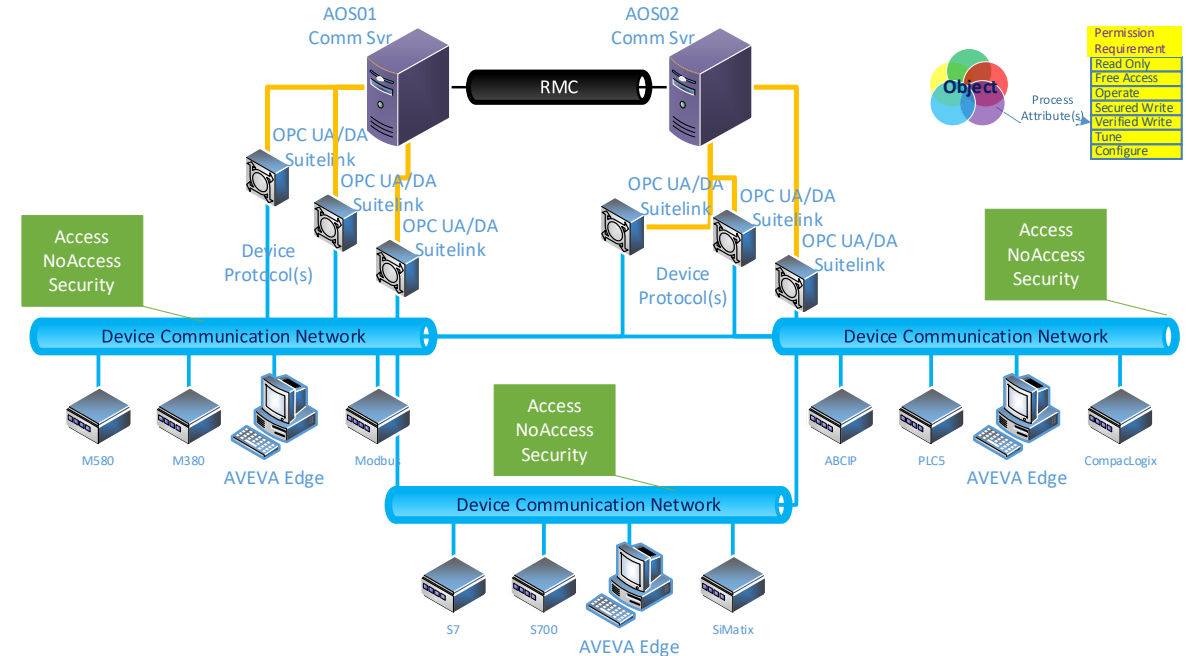 AOS01
Comm Svr
AOS02
Comm Svr
RMC
Object
Process
Attribute(s)
Permission
Requirement
Read Only
Free Access
Operate
Secured Write
Verified Write
Tune
Configure
OPC UA/DA
Suitelink
OPC UA/DA
Suitelink
OPC UA/DA
Suitelink
OPC UA/DA
Suitelink
OPC UA/DA
Suitelink
OPC UA/DA
Suitelink
Access
NoAccess
Security
Device
Protocol(s)
Device
Protocol(s)
Access
NoAccess
Security
Device Communication Network
Device Communication Network
M580
M380
AVEVA Edge
Modbus
Access
NoAccess
Security
ABCIP
PLC5
AVEVA Edge
CompacLogix
Device Communication Network
S7
S700
AVEVA Edge
SiMatix